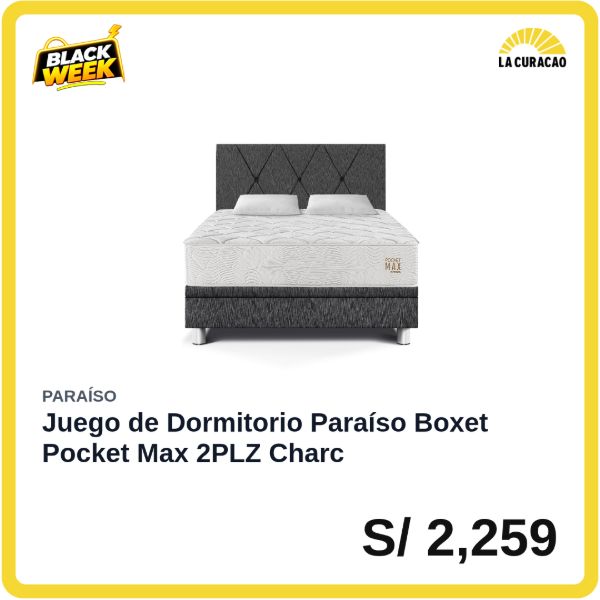 BLACK
WEEK
LA CURACAO
POCKET
MAX
PARAÍSO
Juego de Dormitorio Paraíso Boxet
Pocket Max 2PLZ Charc
S/ 2,259